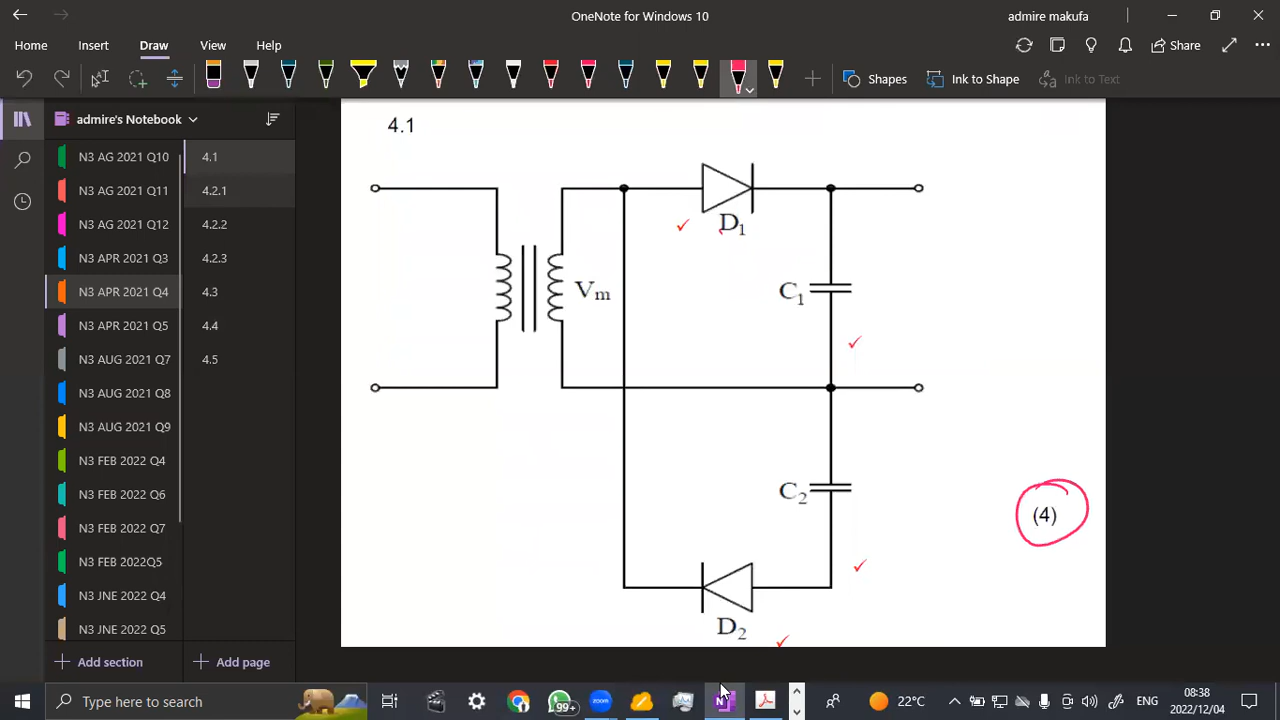 OneNote for Windows 10
admire makufa
Home
Insert
Draw
View
Help
Share
Shapes
Ink to Shape
Ink to Text
admire's Notebook
N3 AG 2021 Q10
N3 AG 2021 Q11
N3 AG 2021 Q12
N3 APR 2021 Q3
N3 APR 2021 Q4
N3 APR 2021 Q5
N3 AUG 2021 Q7
N3 AUG 2021 Q8
N3 AUG 2021 Q9
N3 FEB 2022 Q4
N3 FEB 2022 Q6
N3 FEB 2022 Q7
N3 FEB 2022Q5
N3 JNE 2022 Q4
N3 JNE 2022 Q5
Add section
4.1
4.2.1
4.2.2
4.2.3
4.3
4.4
4.5
Add page
4.1
D1
Vm
C1
C2
(4)
D2
Type here to search
99+
N
22°C
ENG
08:38
2022/12/04